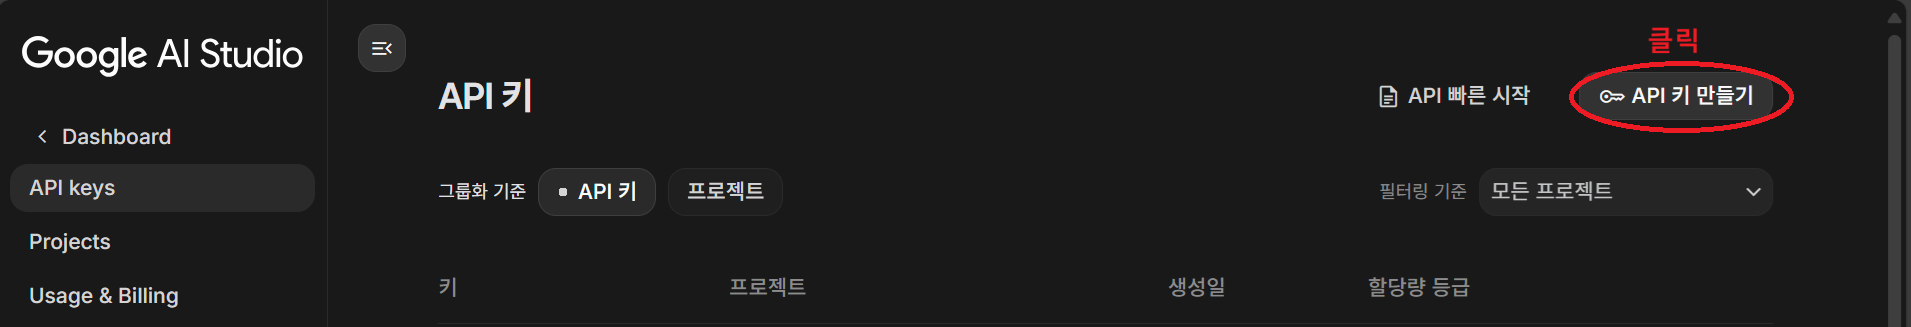 Google AI Studio
Dashboard
API keys
Projects
Usage & Billing
클릭
API 키
API 빠른 시작
API 키 만들기
그룹화 기준
API 키
프로젝트
필터링 기준
모든 프로젝트
키
프로젝트
생성일
할당량 등급